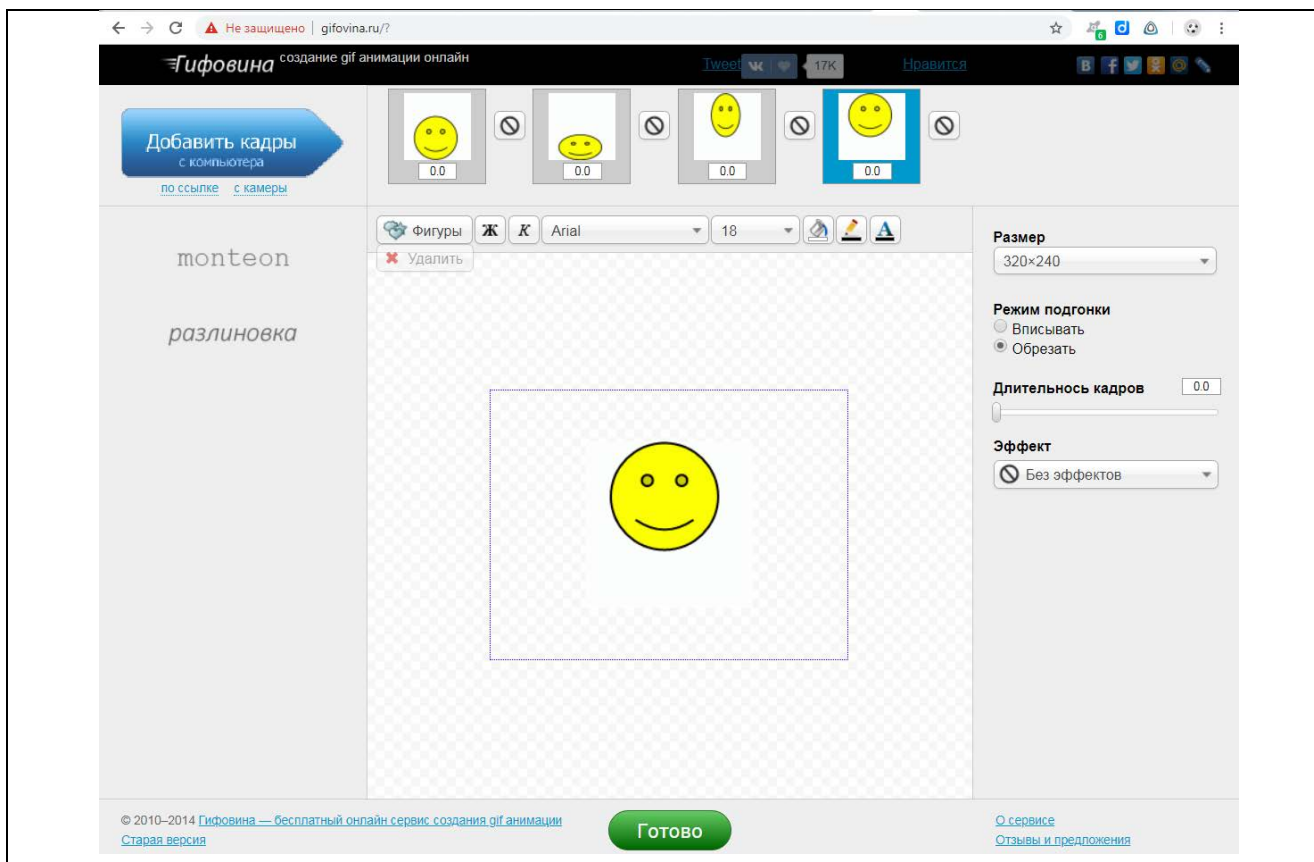 Не защищено | gifovina.ru/?
6
Гифовина создание gif анимации онлайн
Tweet 17K Нравится
Добавить кадры
с компьютера
по ссылке с камеры
0.0 0.0 0.0 0.0
Фигуры Ж К Arial 18 А
Удалить
monteon
разлиновка
Размер
320×240
Режим подгонки
Вписывать
Обрезать
Длительнось кадров 0.0
Эффект
Без эффектов
© 2010–2014 Гифовина — бесплатный онлайн сервис создания gif анимации
Старая версия
Готово
О сервисе
Отзывы и предложения